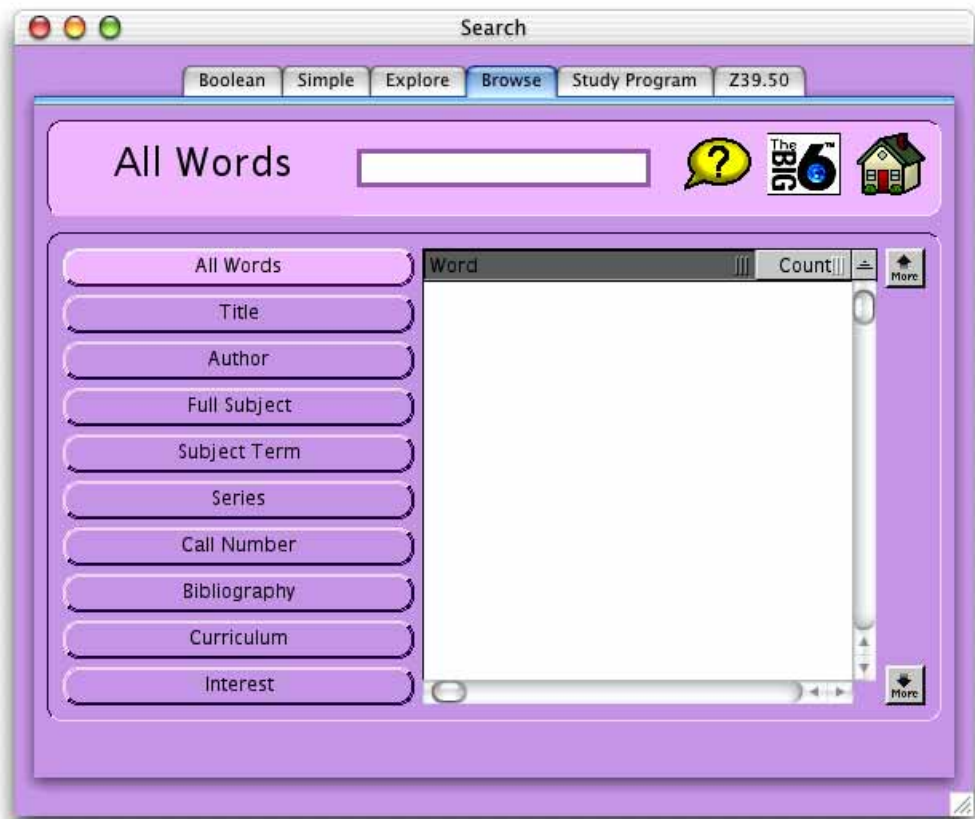 Search
Boolean Simple Explore Browse Study Program Z39.50
All Words ? The BIG 6™
All Words
Title
Author
Full Subject
Subject Term
Series
Call Number
Bibliography
Curriculum
Interest
Word Count
More
More